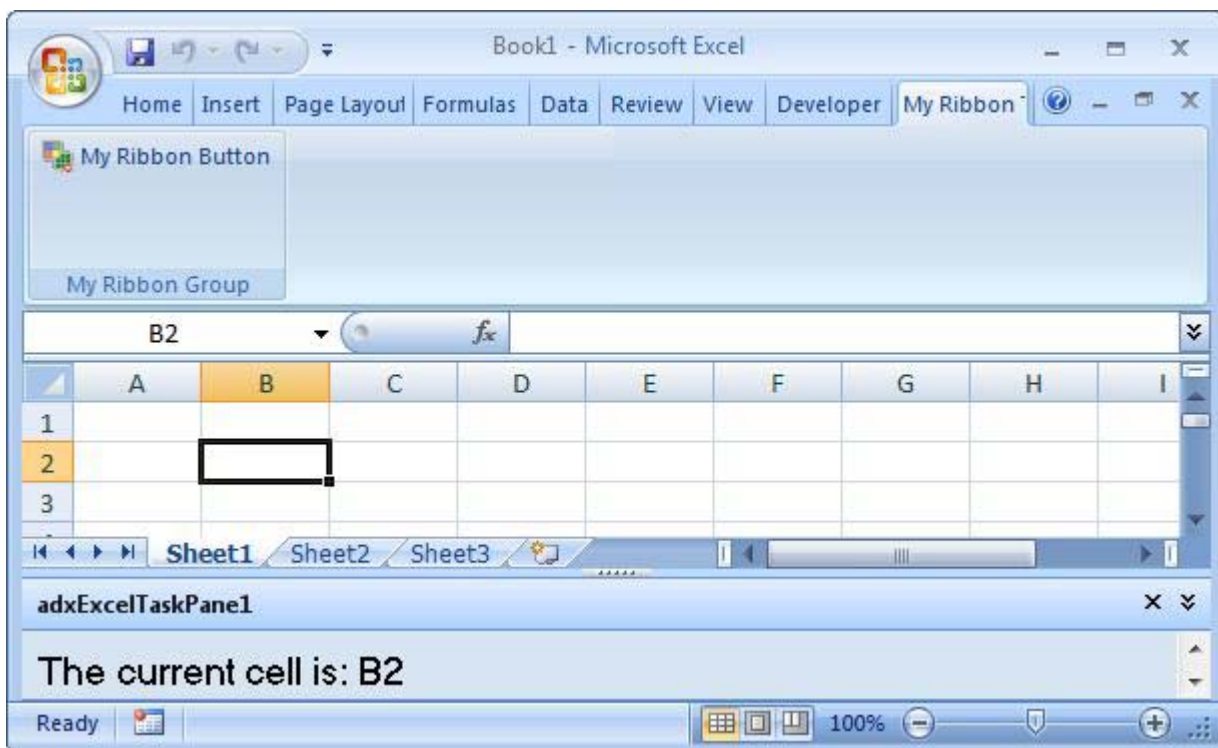 Book1 - Microsoft Excel
Home Insert Page Layout Formulas Data Review View Developer My Ribbon
My Ribbon Button
My Ribbon Group
B2 fx
A B C D E F G H I
1
2
3
Sheet1 Sheet2 Sheet3
adxExcelTaskPane1
The current cell is: B2
Ready 100%